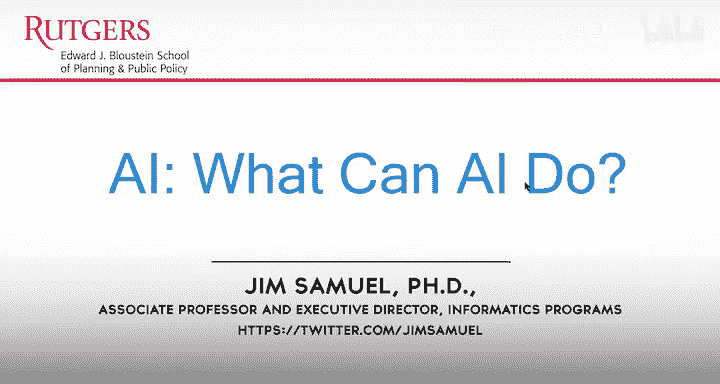 RUTGERS
Edward J. Bloustein School
of Planning & Public Policy
AI: What Can AI Do?
JIM SAMUEL, PH.D.,
ASSOCIATE PROFESSOR AND EXECUTIVE DIRECTOR, INFORMATICS PROGRAMS
HTTPS://TWITTER.COM/JIMSAMUEL